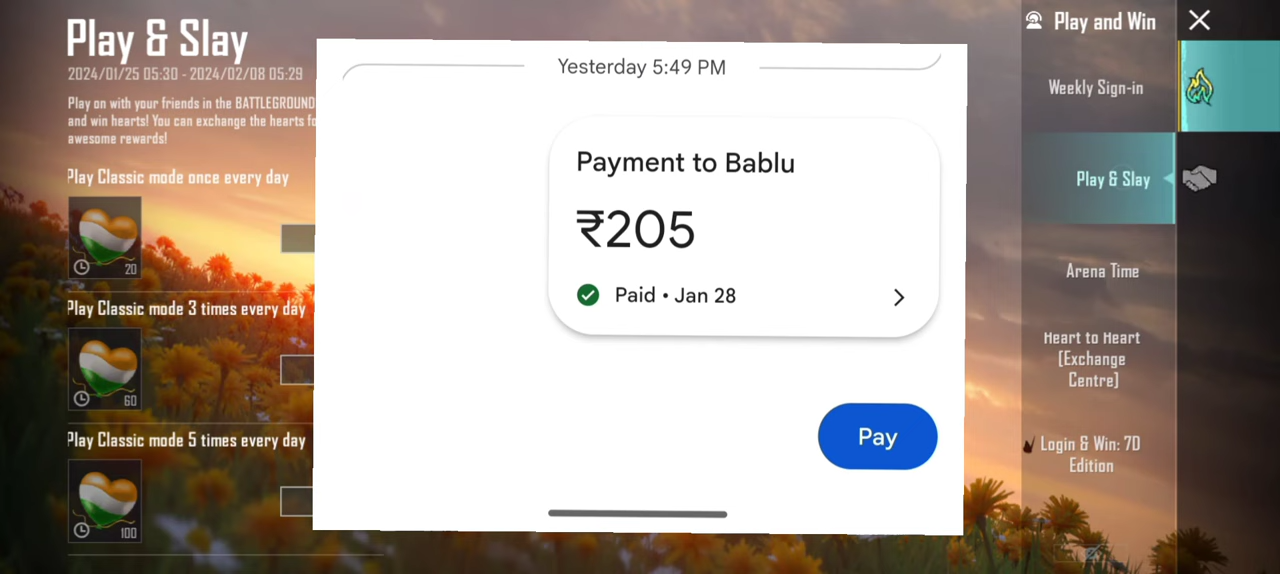 Play & Slay
2024/01/25 05:30 - 2024/02/08 05:29
Play on with your friends in the BATTLEGROUND
and win hearts! You can exchange the hearts
awesome rewards!
Play Classic mode once every day
20
Play Classic mode 3 times every day
60
Play Classic mode 5 times every day
100
Yesterday 5:49 PM
Payment to Bablu
₹205
Paid • Jan 28
Pay
Play and Win
Weekly Sign-in
Play & Slay
Arena Time
Heart to Heart
[Exchange
Centre]
Login & Win: 7D
Edition